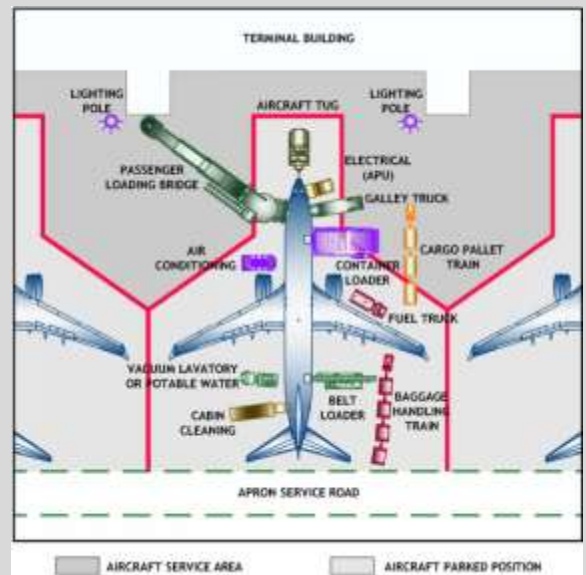 TERMINAL BUILDING
LIGHTING
POLE
AIRCRAFT TUG
LIGHTING
POLE
PASSENGER
LOADING BRIDGE
ELECTRICAL
(APU)
GALLEY TRUCK
AIR
CONDITIONING
CONTAINER
LOADER
CARGO PALLET
TRAIN
FUEL TRUCK
VACUUM LAVATORY
OR POTABLE WATER
CABIN
CLEANING
BELT
LOADER
BAGGAGE
HANDLING
TRAIN
APRON SERVICE ROAD
AIRCRAFT SERVICE AREA
AIRCRAFT PARKED POSITION